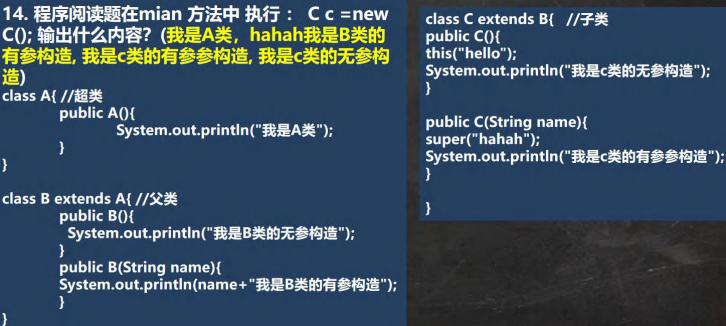 14. 程序阅读题在mian 方法中 执行 ： C c =new
C(); 输出什么内容? (我是A类, hahah我是B类的
有参构造, 我是c类的有参参构造, 我是c类的无参构
造)
class A{ //超类
public A(){
System.out.println("我是A类");
}
}
class B extends A{ //父类
public B(){
System.out.println("我是B类的无参构造");
}
public B(String name){
System.out.println(name+"我是B类的有参构造");
}
}
class C extends B{ //子类
public C(){
this("hello");
System.out.println("我是c类的无参构造");
}
public C(String name){
super("hahah");
System.out.println("我是c类的有参参构造");
}
}